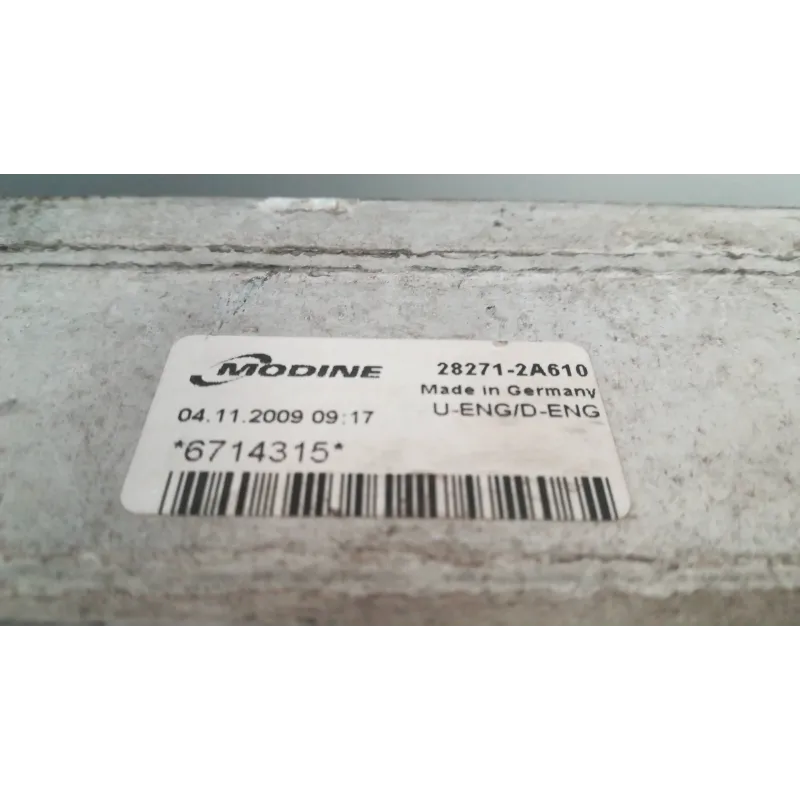 MODINE
28271-2A610
Made in Germany
U-ENG/D-ENG
04.11.2009 09:17
*6714315*